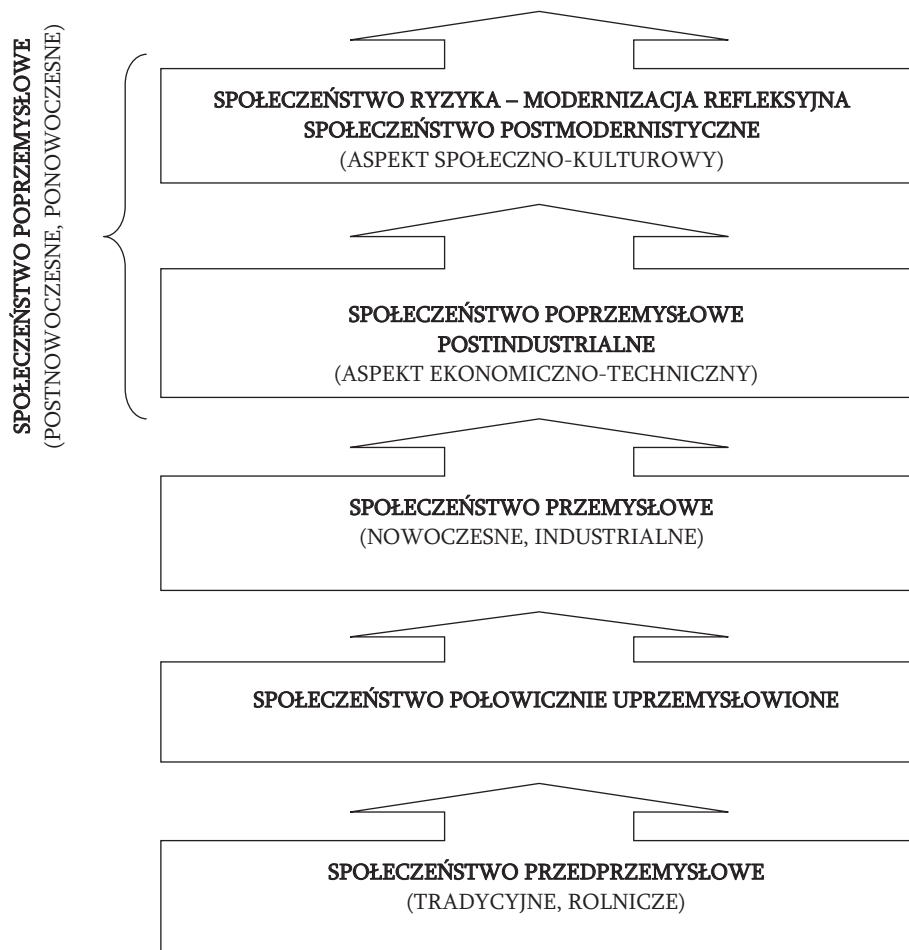 SPOŁECZEŃSTWO POPRZEMYSŁOWE
(POSTNOWOCZESNE, PONOWOCZESNE)
SPOŁECZEŃSTWO RYZYKA – MODERNIZACJA REFLEKSYJNA
SPOŁECZEŃSTWO POSTMODERNISTYCZNE
(ASPEKT SPOŁECZNO-KULTUROWY)
SPOŁECZEŃSTWO POPRZEMYSŁOWE
POSTINDUSTRIALNE
(ASPEKT EKONOMICZNO-TECHNICZNY)
SPOŁECZEŃSTWO PRZEMYSŁOWE
(NOWOCZESNE, INDUSTRIALNE)
SPOŁECZEŃSTWO POŁOWICZNIE UPRZEMYSŁOWIONE
SPOŁECZEŃSTWO PRZEDPRZEMYSŁOWE
(TRADYCYJNE, ROLNICZE)